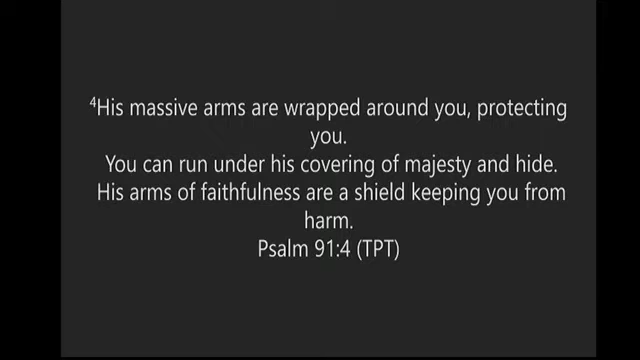 ⁴His massive arms are wrapped around you, protecting
you.
You can run under his covering of majesty and hide.
His arms of faithfulness are a shield keeping you from
harm.
Psalm 91:4 (TPT)